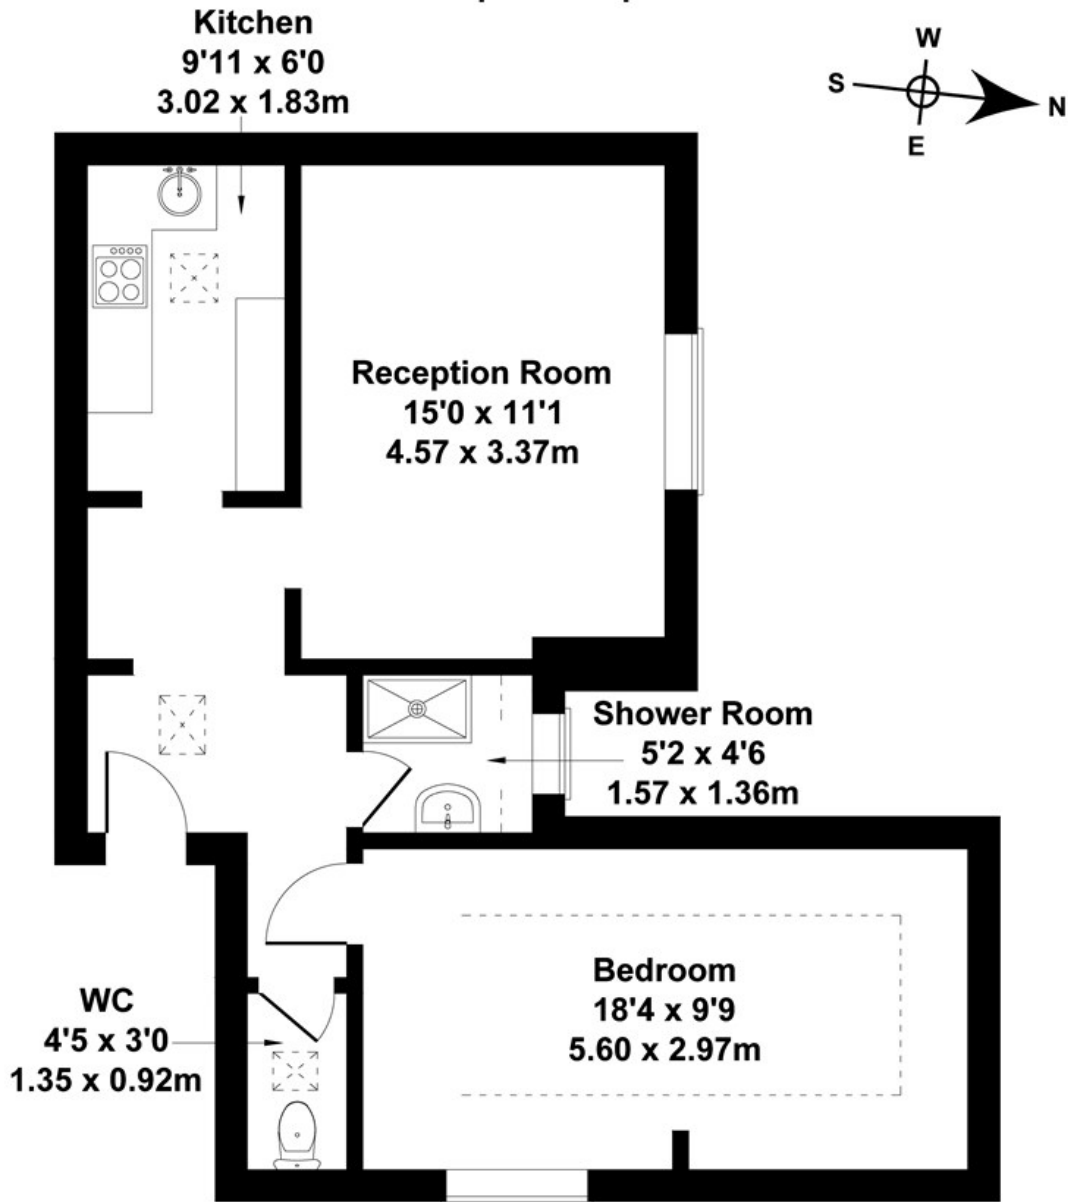 Kitchen
9'11 x 6'0
3.02 x 1.83m
W
S
N
E
Reception Room
15'0 x 11'1
4.57 x 3.37m
Shower Room
5'2 x 4'6
1.57 x 1.36m
Bedroom
18'4 x 9'9
5.60 x 2.97m
WC
4'5 x 3'0
1.35 x 0.92m